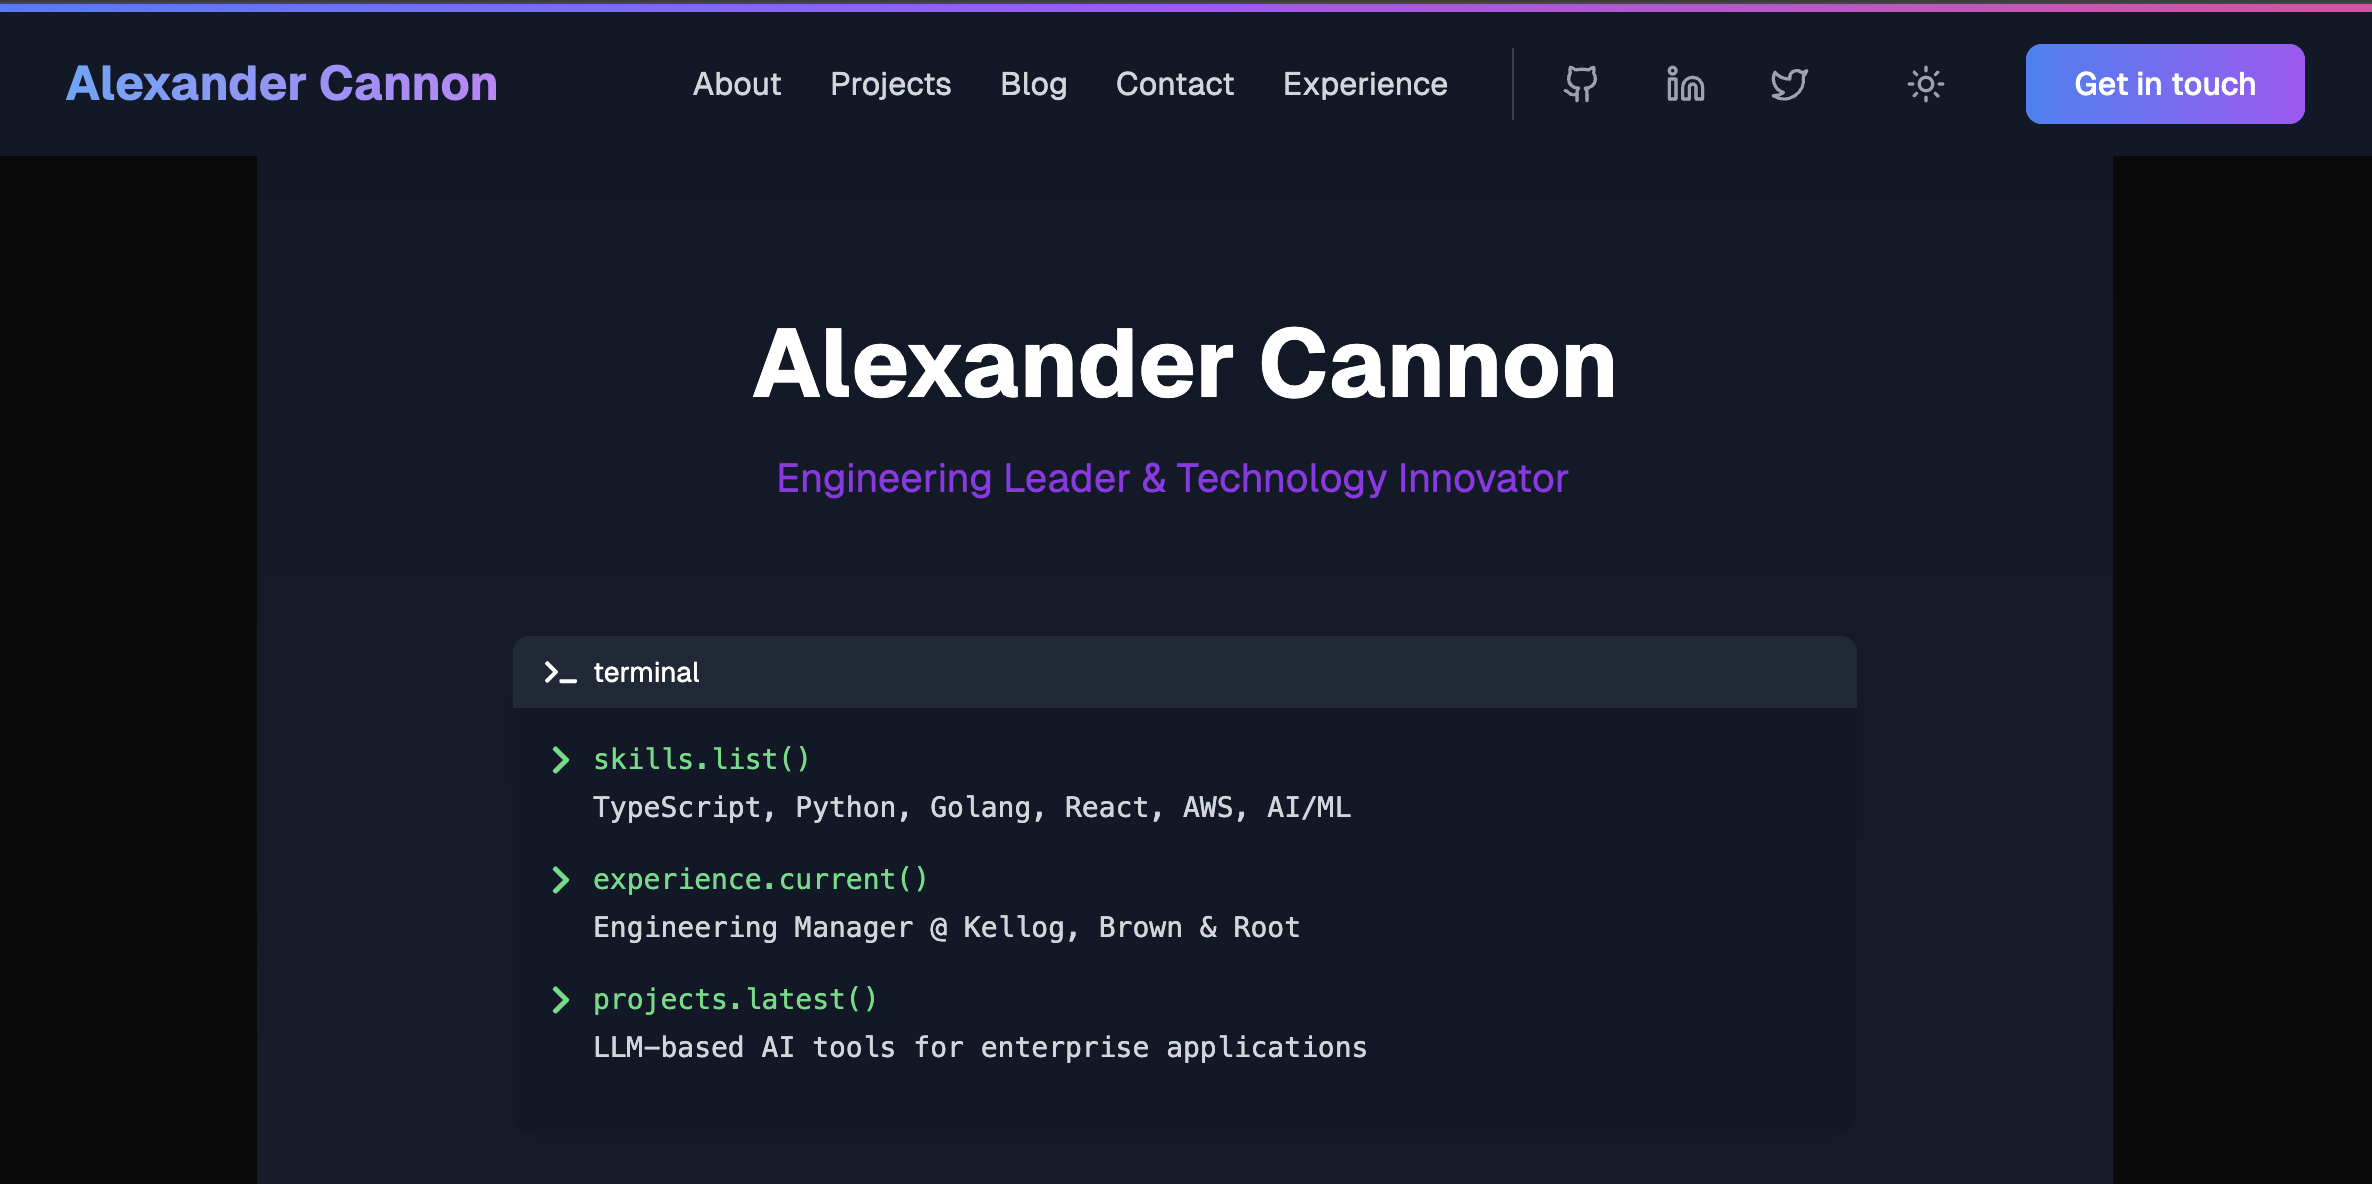 Alexander Cannon
About
Projects
Blog
Contact
Experience
Get in touch
Alexander Cannon
Engineering Leader & Technology Innovator
terminal
skills.list()
TypeScript, Python, Golang, React, AWS, AI/ML
experience.current()
Engineering Manager @ Kellog, Brown & Root
projects.latest()
LLM-based AI tools for enterprise applications